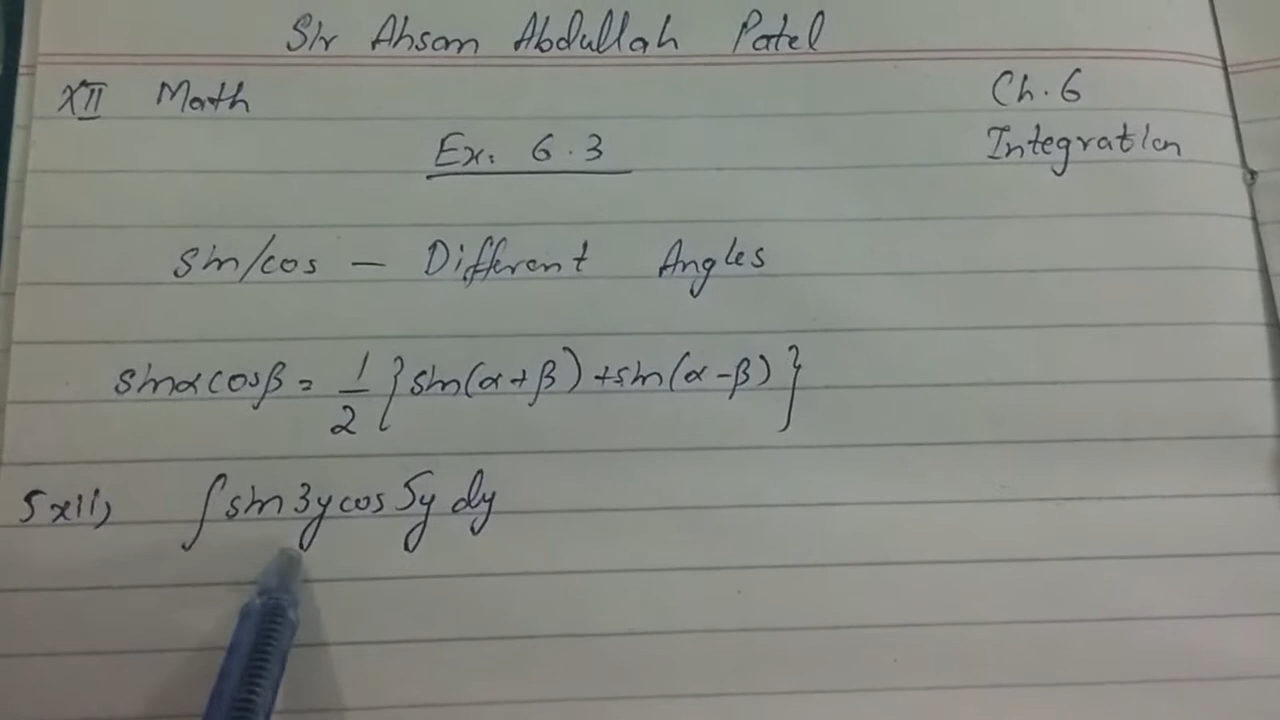 Sir Ahsan Abdullah Patel
XII Math
Ch. 6
Integration
Ex. 6.3
sin/cos — Different Angles
sinαcosβ = 1/2 {sin(α+β) + sin(α-β)}
5xii) ∫sin3ycos5y dy